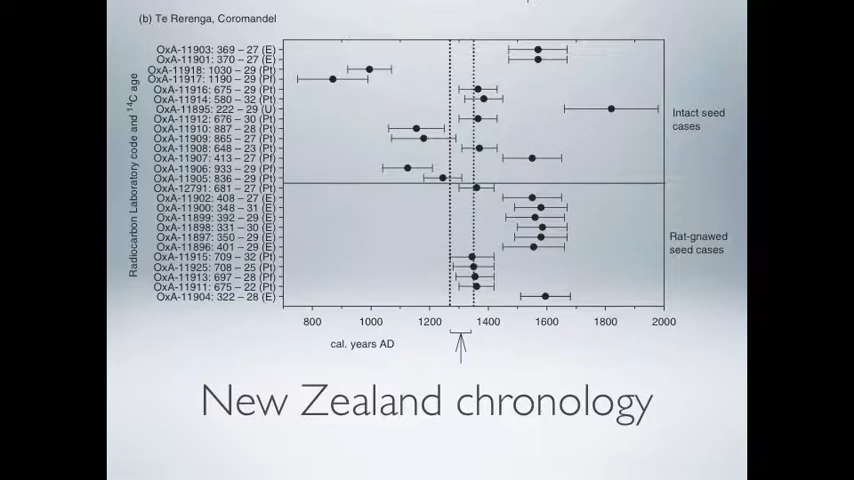 (b) Te Rerenga, Coromandel
Radiocarbon Laboratory code and ¹⁴C age
OxA-11903: 369 – 27 (E)
OxA-11901: 370 – 27 (E)
OxA-11918: 1030 – 29 (Pt)
OxA-11917: 1190 – 29 (Pf)
OxA-11916: 675 – 29 (Pt)
OxA-11914: 580 – 32 (Pt)
OxA-11895: 222 – 29 (U)
OxA-11912: 676 – 30 (Pt)
OxA-11910: 887 – 28 (Pt)
OxA-11909: 865 – 27 (Pt)
OxA-11908: 648 – 23 (Pt)
OxA-11907: 413 – 27 (Pf)
OxA-11906: 933 – 29 (Pf)
OxA-11905: 836 – 29 (Pt)
OxA-12791: 681 – 27 (Pt)
OxA-11902: 408 – 27 (E)
OxA-11900: 348 – 31 (E)
OxA-11899: 392 – 29 (E)
OxA-11898: 331 – 30 (E)
OxA-11897: 350 – 29 (E)
OxA-11896: 401 – 29 (E)
OxA-11915: 709 – 32 (Pt)
OxA-11925: 708 – 25 (Pt)
OxA-11913: 697 – 28 (Pf)
OxA-11911: 675 – 22 (Pt)
OxA-11904: 322 – 28 (E)
Intact seed
cases
Rat-gnawed
seed cases
800 1000 1200 1400 1600 1800 2000
cal. years AD
New Zealand chronology